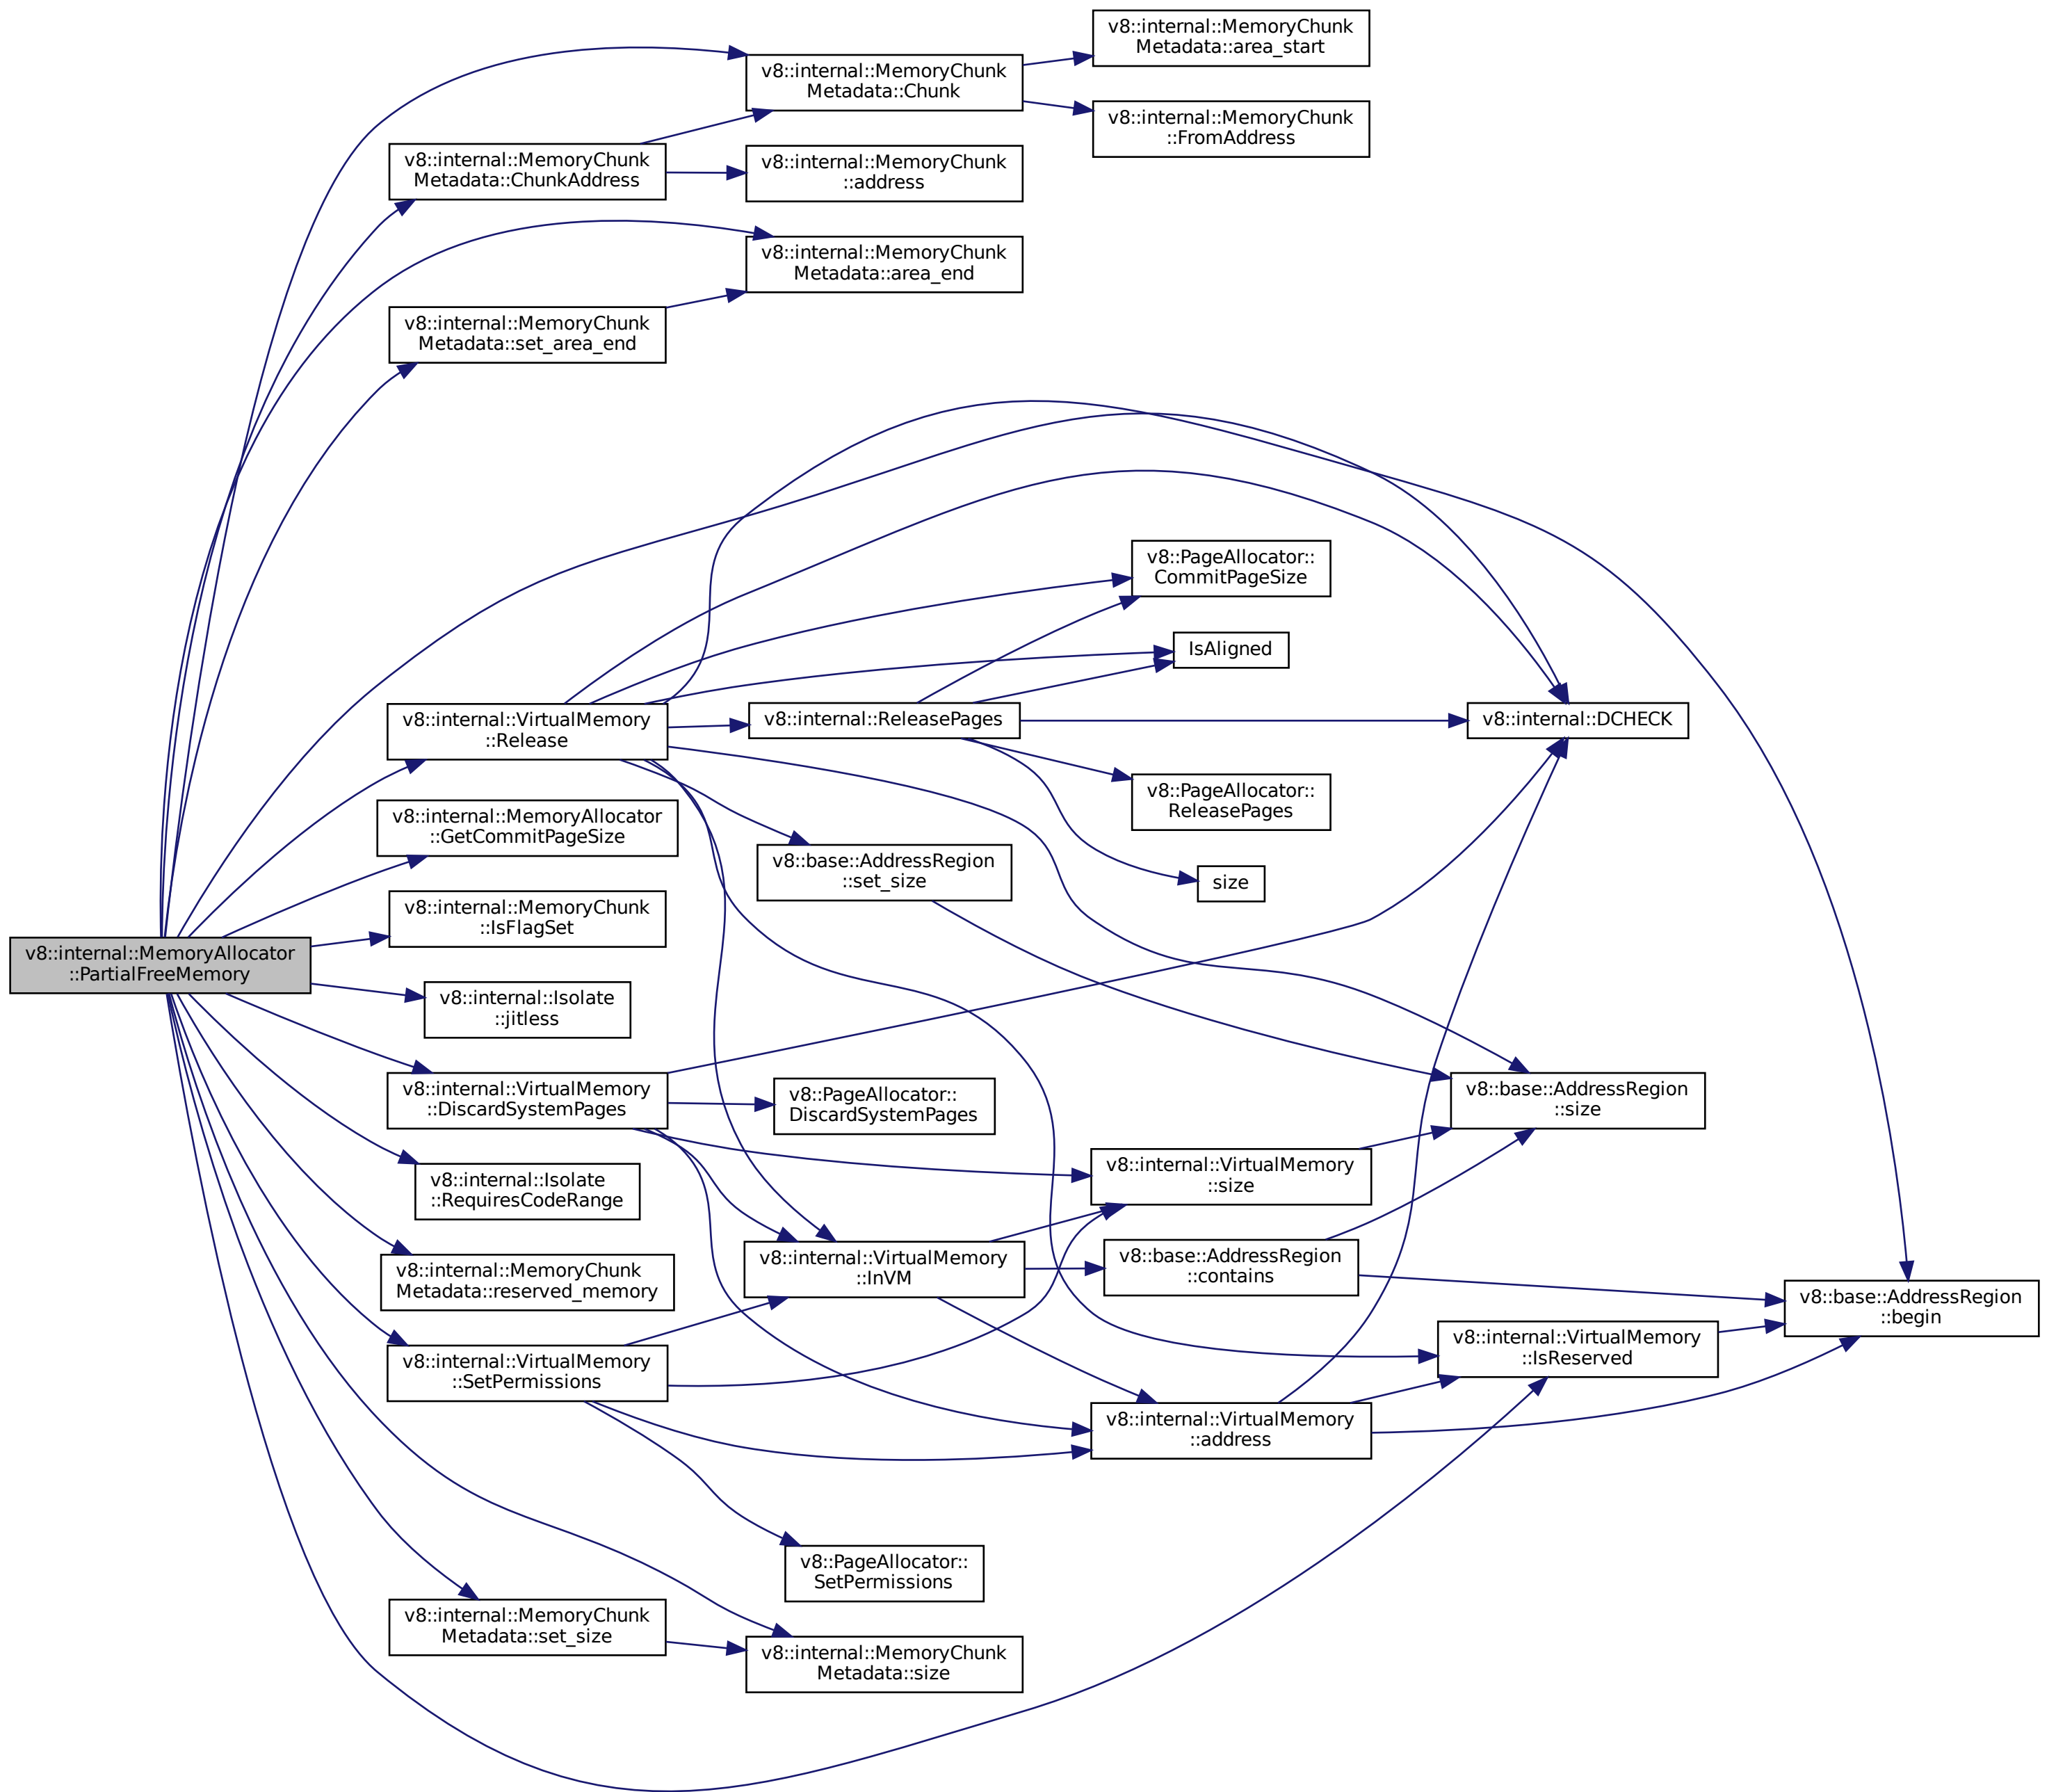 v8::internal::MemoryAllocator
::PartialFreeMemory
v8::internal::MemoryChunk
Metadata::ChunkAddress
v8::internal::MemoryChunk
Metadata::set_area_end
v8::internal::VirtualMemory
::Release
v8::internal::MemoryAllocator
::GetCommitPageSize
v8::internal::MemoryChunk
::IsFlagSet
v8::internal::Isolate
::jitless
v8::internal::VirtualMemory
::DiscardSystemPages
v8::internal::Isolate
::RequiresCodeRange
v8::internal::MemoryChunk
Metadata::reserved_memory
v8::internal::VirtualMemory
::SetPermissions
v8::internal::MemoryChunk
Metadata::set_size
v8::internal::MemoryChunk
Metadata::Chunk
v8::internal::MemoryChunk
::address
v8::internal::MemoryChunk
Metadata::area_end
v8::internal::ReleasePages
v8::base::AddressRegion
::set_size
v8::PageAllocator::
DiscardSystemPages
v8::internal::VirtualMemory
::InVM
v8::PageAllocator::
SetPermissions
v8::internal::MemoryChunk
Metadata::size
v8::internal::MemoryChunk
Metadata::area_start
v8::internal::MemoryChunk
::FromAddress
v8::PageAllocator::
CommitPageSize
IsAligned
v8::PageAllocator::
ReleasePages
size
v8::internal::VirtualMemory
::size
v8::base::AddressRegion
::contains
v8::internal::VirtualMemory
::address
v8::internal::DCHECK
v8::base::AddressRegion
::size
v8::internal::VirtualMemory
::IsReserved
v8::base::AddressRegion
::begin